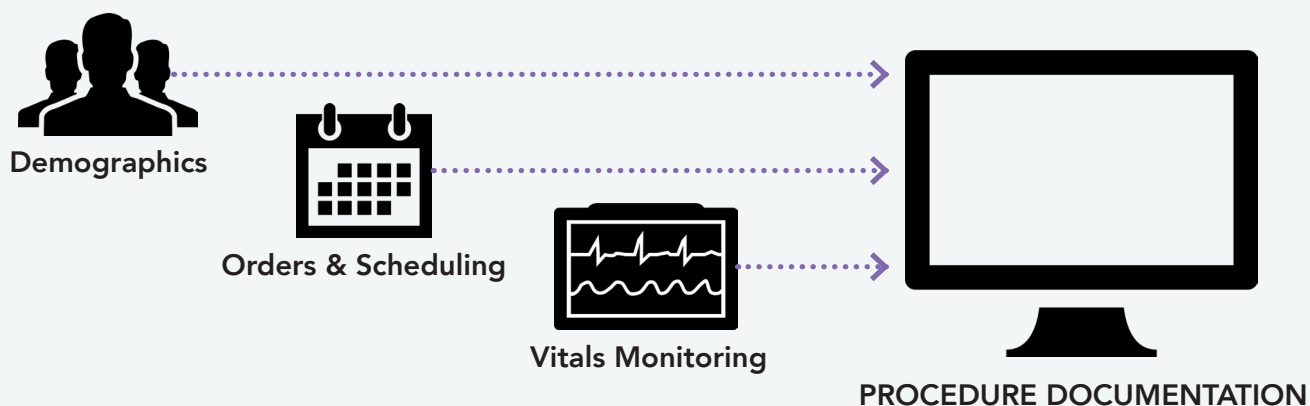 Demographics
Orders & Scheduling
Vitals Monitoring
PROCEDURE DOCUMENTATION